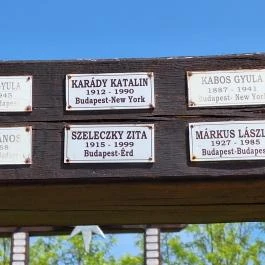 GYULA
KARÁDY KATALIN
1912 - 1990
Budapest-New York
KABOS GYULA
1887 - 1941
Budapest- New York
SZELECZKY ZITA
1915 - 1999
Budapest-Érd
MÁRKUS LÁSZL
1927 - 1985
Budapest-Budapes